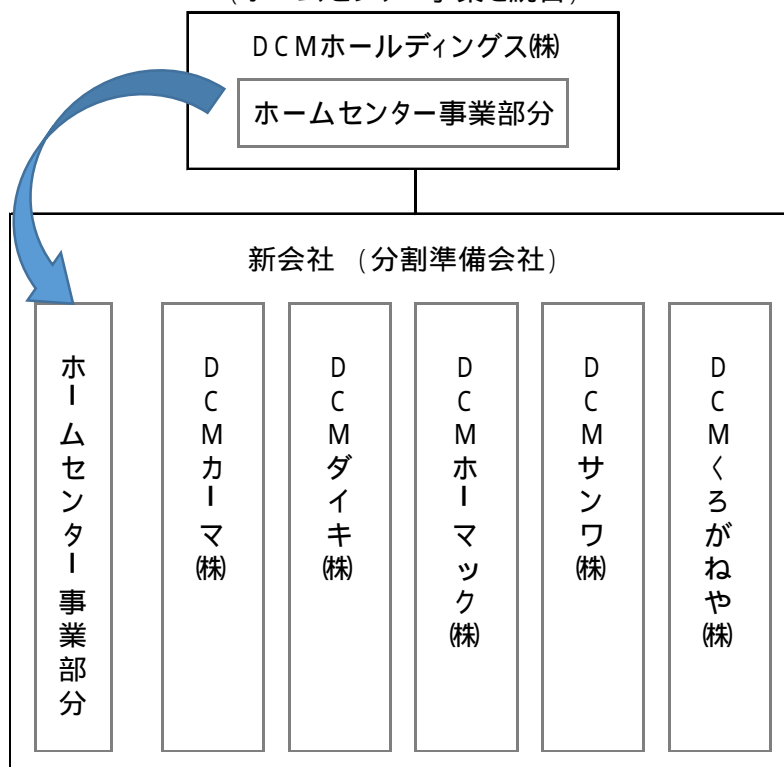 DCMホールディングス㈱
ホームセンター事業部分
新会社 (分割準備会社)
ホームセンター事業部分
DCMカーマ㈱
DCMダイキ㈱
DCMホーマック㈱
DCMサンワ㈱
DCMくろがねや㈱